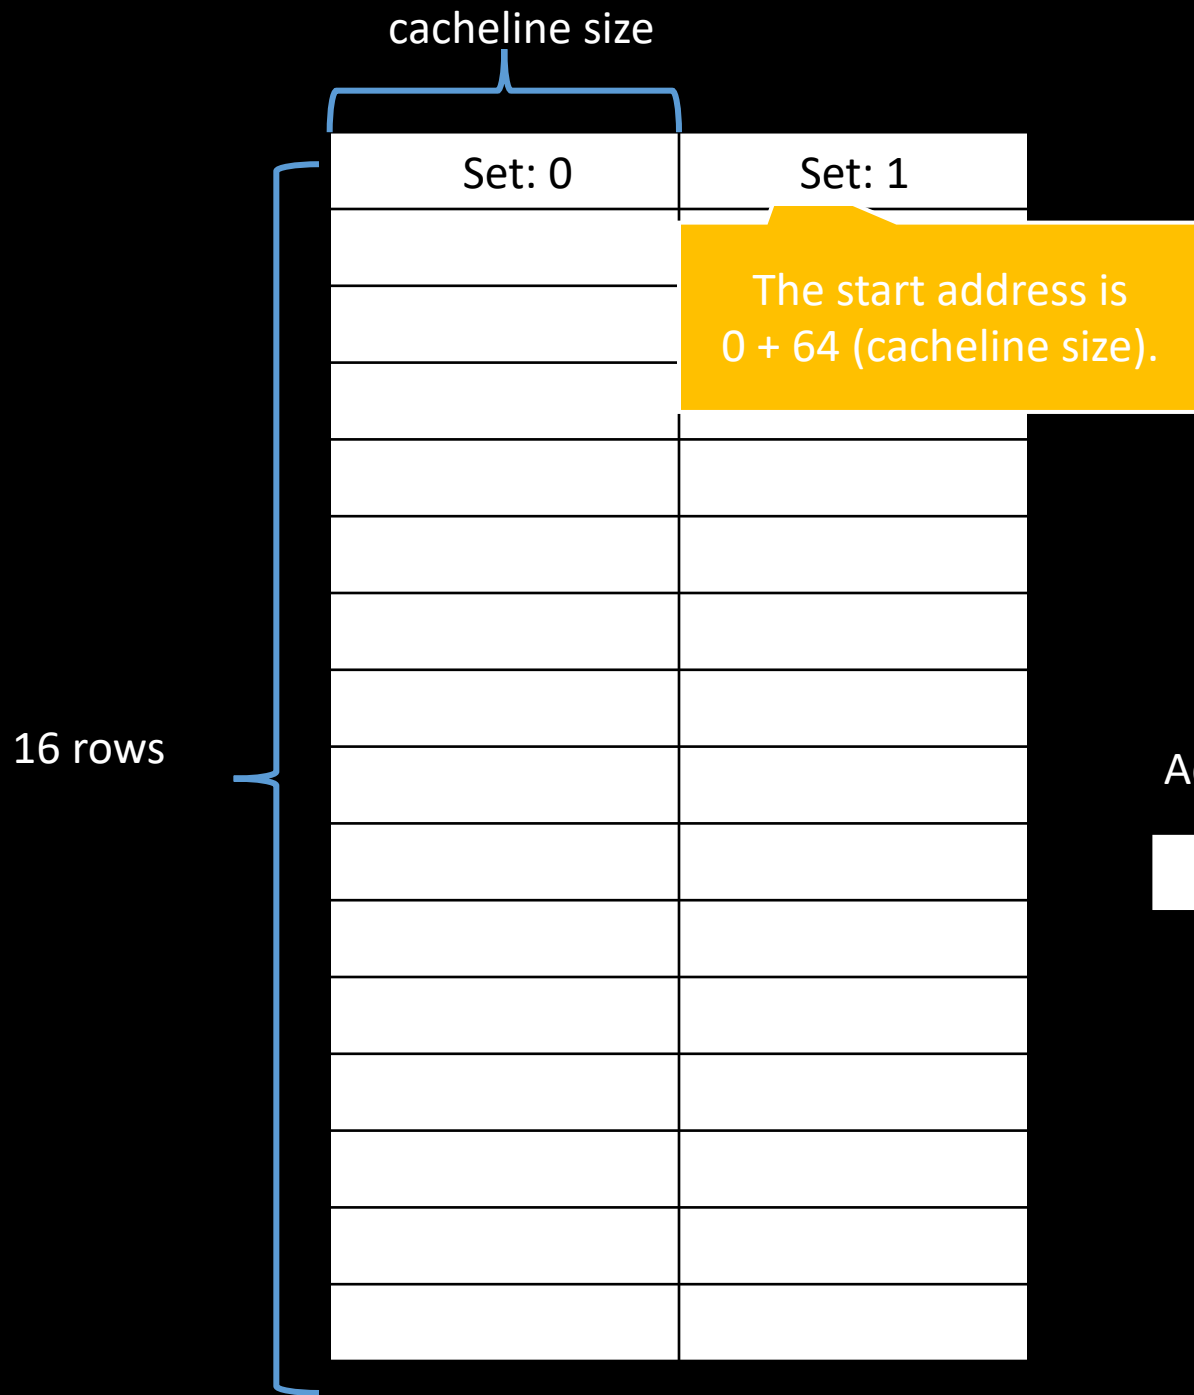 cacheline size
Set: 0
Set: 1
The start address is
0 + 64 (cacheline size).
16 rows